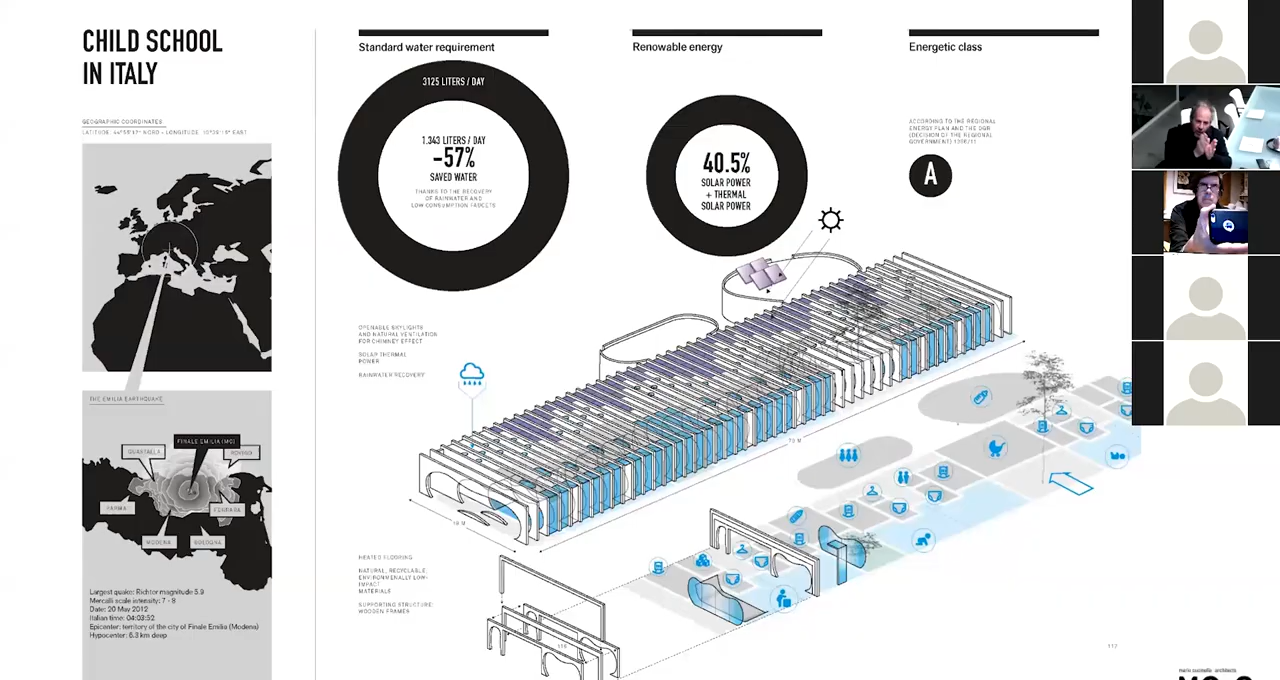 CHILD SCHOOL
IN ITALY
GEOGRAPHIC COORDINATES
THE EMILIA EARTHQUAKE
FINALE EMILIA (MO)
GUASTALLA
ROVIGO
PARMA
FERRARA
MODENA
BOLOGNA
Largest quake: Richter magnitude 5.9
Mercalli scale intensity: 7 - 8
Date: 20 May 2012
Italian time: 04:03:52
Epicenter: territory of the city of Finale Emilia (Modena)
Hypocenter: 6.3 km deep
Standard water requirement
3125 LITERS / DAY
1.343 LITERS / DAY
-57%
SAVED WATER
THANKS TO THE RECOVERY
OF RAINWATER AND
LOW CONSUMPTION FAUCETS
Renewable energy
40.5%
SOLAR POWER
+ THERMAL
SOLAR POWER
Energetic class
ACCORDING TO THE REGIONAL
ENERGY PLAN AND THE DGR
(DECISION OF THE REGIONAL
GOVERNMENT) 1366/11
A
OPENABLE SKYLIGHTS
AND NATURAL VENTILATION
FOR CHIMNEY EFFECT
SOLAR THERMAL
POWER
RAINWATER RECOVERY
HEATED FLOORING
NATURAL, RECYCLABLE,
ENVIRONMENALLY LOW-
IMPACT
MATERIALS
SUPPORTING STRUCTURE:
WOODEN FRAMES
116
117
mario cucinella architects